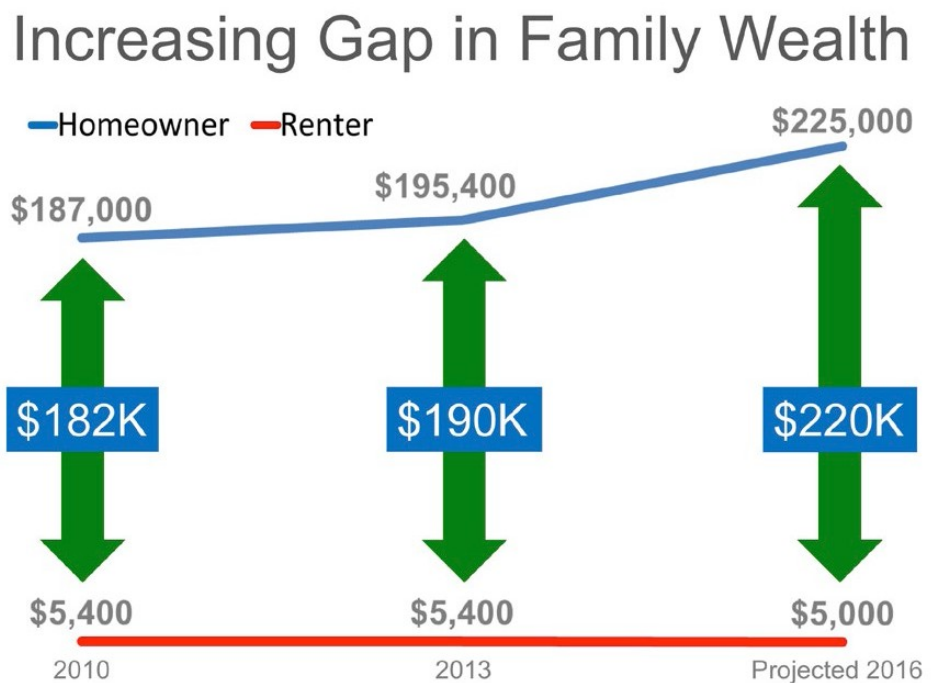 Increasing Gap in Family Wealth
Homeowner Renter
$225,000
$195,400
$187,000
$182K $190K $220K
$5,400 $5,400 $5,000
2010 2013 Projected 2016